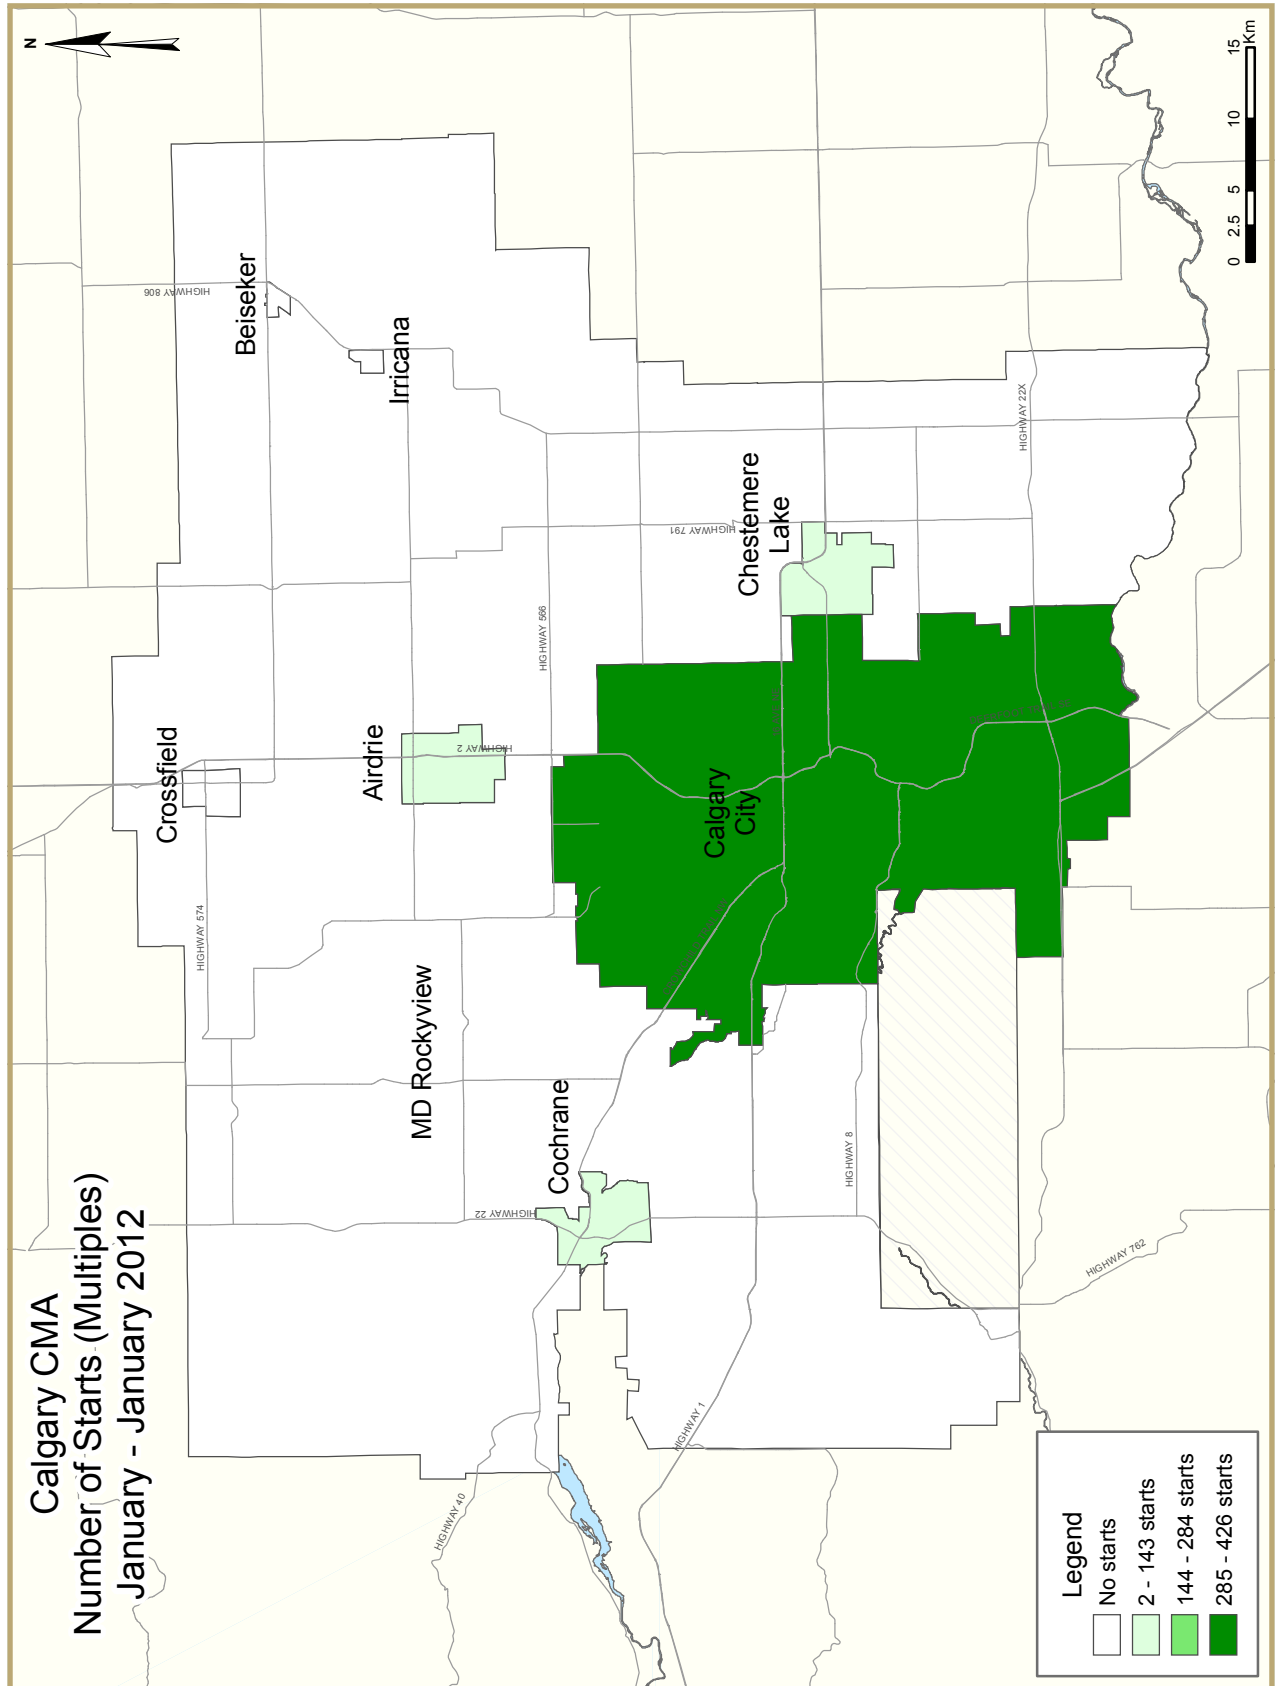 Calgary CMA
Number of Starts (Multiples)
January - January 2012
N
Crossfield
Beiseker
Irricana
Airdrie
MD Rockyview
Cochrane
Chestemere
Lake
Calgary
City
HIGHWAY 806
HIGHWAY 574
HIGHWAY 2
HIGHWAY 566
HIGHWAY 791
HIGHWAY 22
HIGHWAY 22X
HIGHWAY 8
HIGHWAY 1
HIGHWAY 40
HIGHWAY 762
Legend
No starts
2 - 143 starts
144 - 284 starts
285 - 426 starts
0 2.5 5 10 15
Km